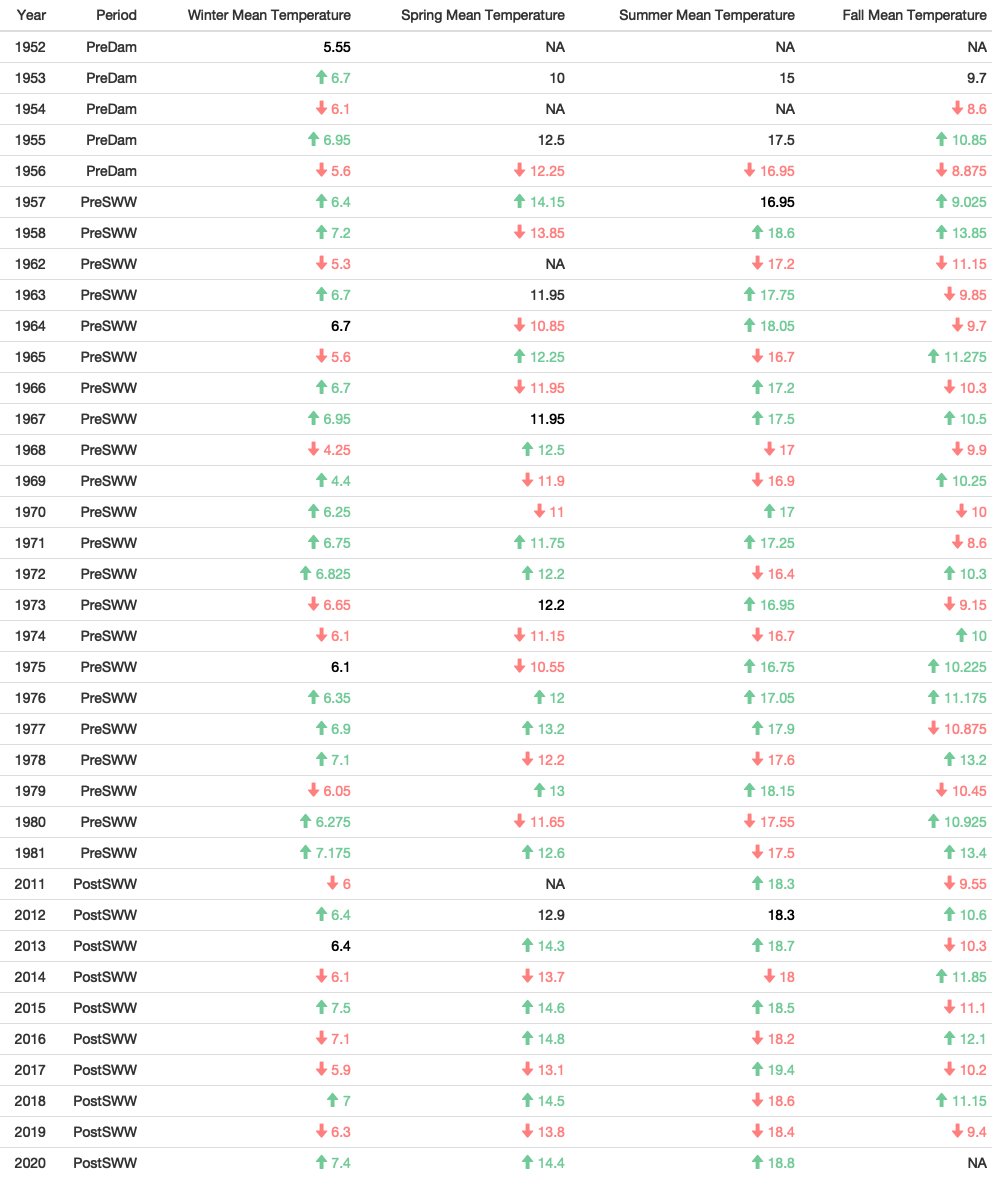 Year Period Winter Mean Temperature Spring Mean Temperature Summer Mean Temperature Fall Mean Temperature
1952 PreDam 5.55 NA NA NA
1953 PreDam 6.7 10 15 9.7
1954 PreDam 6.1 NA NA 8.6
1955 PreDam 6.95 12.5 17.5 10.85
1956 PreDam 5.6 12.25 16.95 8.875
1957 PreSWW 6.4 14.15 16.95 9.025
1958 PreSWW 7.2 13.85 18.6 13.85
1962 PreSWW 5.3 NA 17.2 11.15
1963 PreSWW 6.7 11.95 17.75 9.85
1964 PreSWW 6.7 10.85 18.05 9.7
1965 PreSWW 5.6 12.25 16.7 11.275
1966 PreSWW 6.7 11.95 17.2 10.3
1967 PreSWW 6.95 11.95 17.5 10.5
1968 PreSWW 4.25 12.5 17 9.9
1969 PreSWW 4.4 11.9 16.9 10.25
1970 PreSWW 6.25 11 17 10
1971 PreSWW 6.75 11.75 17.25 8.6
1972 PreSWW 6.825 12.2 16.4 10.3
1973 PreSWW 6.65 12.2 16.95 9.15
1974 PreSWW 6.1 11.15 16.7 10
1975 PreSWW 6.1 10.55 16.75 10.225
1976 PreSWW 6.35 12 17.05 11.175
1977 PreSWW 6.9 13.2 17.9 10.875
1978 PreSWW 7.1 12.2 17.6 13.2
1979 PreSWW 6.05 13 18.15 10.45
1980 PreSWW 6.275 11.65 17.55 10.925
1981 PreSWW 7.175 12.6 17.5 13.4
2011 PostSWW 6 NA 18.3 9.55
2012 PostSWW 6.4 12.9 18.3 10.6
2013 PostSWW 6.4 14.3 18.7 10.3
2014 PostSWW 6.1 13.7 18 11.85
2015 PostSWW 7.5 14.6 18.5 11.1
2016 PostSWW 7.1 14.8 18.2 12.1
2017 PostSWW 5.9 13.1 19.4 10.2
2018 PostSWW 7 14.5 18.6 11.15
2019 PostSWW 6.3 13.8 18.4 9.4
2020 PostSWW 7.4 14.4 18.8 NA